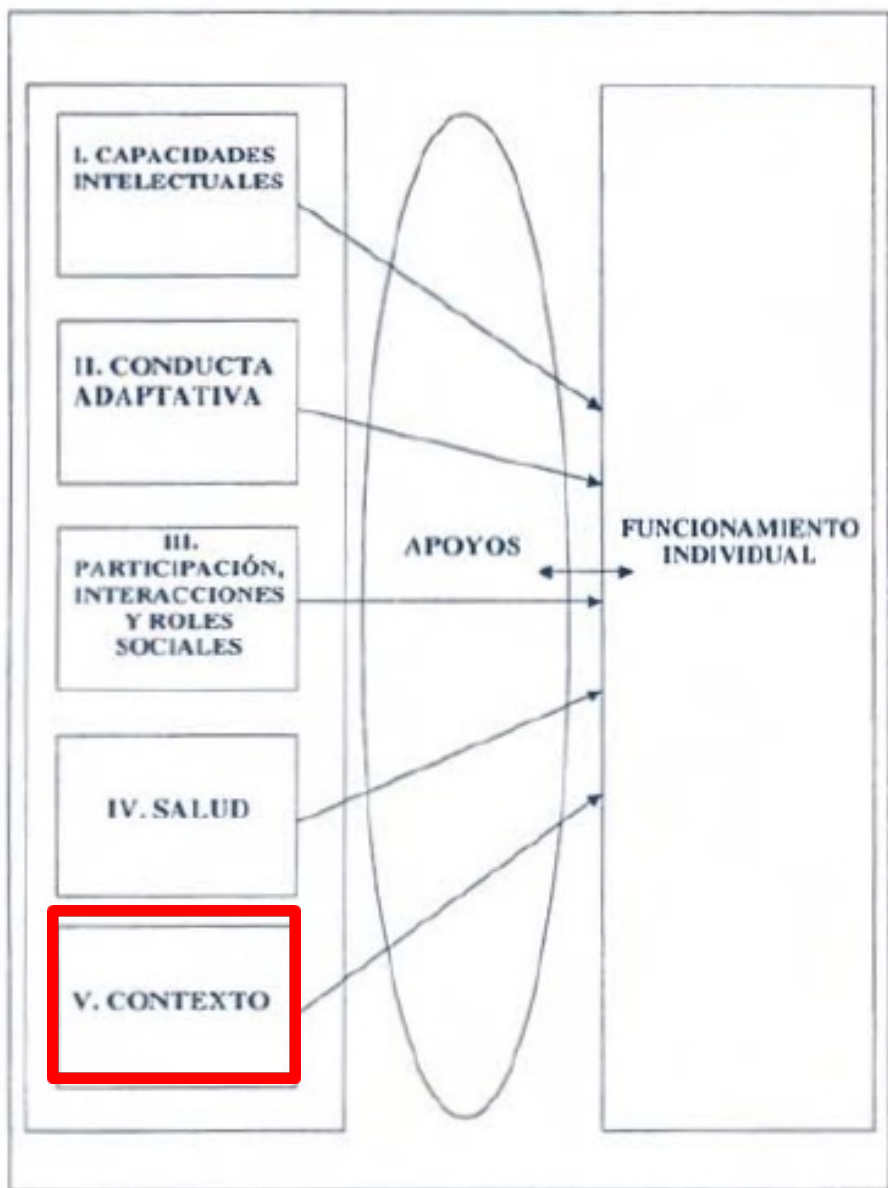 I. CAPACIDADES
INTELECTUALES
II. CONDUCTA
ADAPTATIVA
III.
PARTICIPACIÓN,
INTERACCIONES
Y ROLES
SOCIALES
IV. SALUD
V. CONTEXTO
APOYOS
FUNCIONAMIENTO
INDIVIDUAL